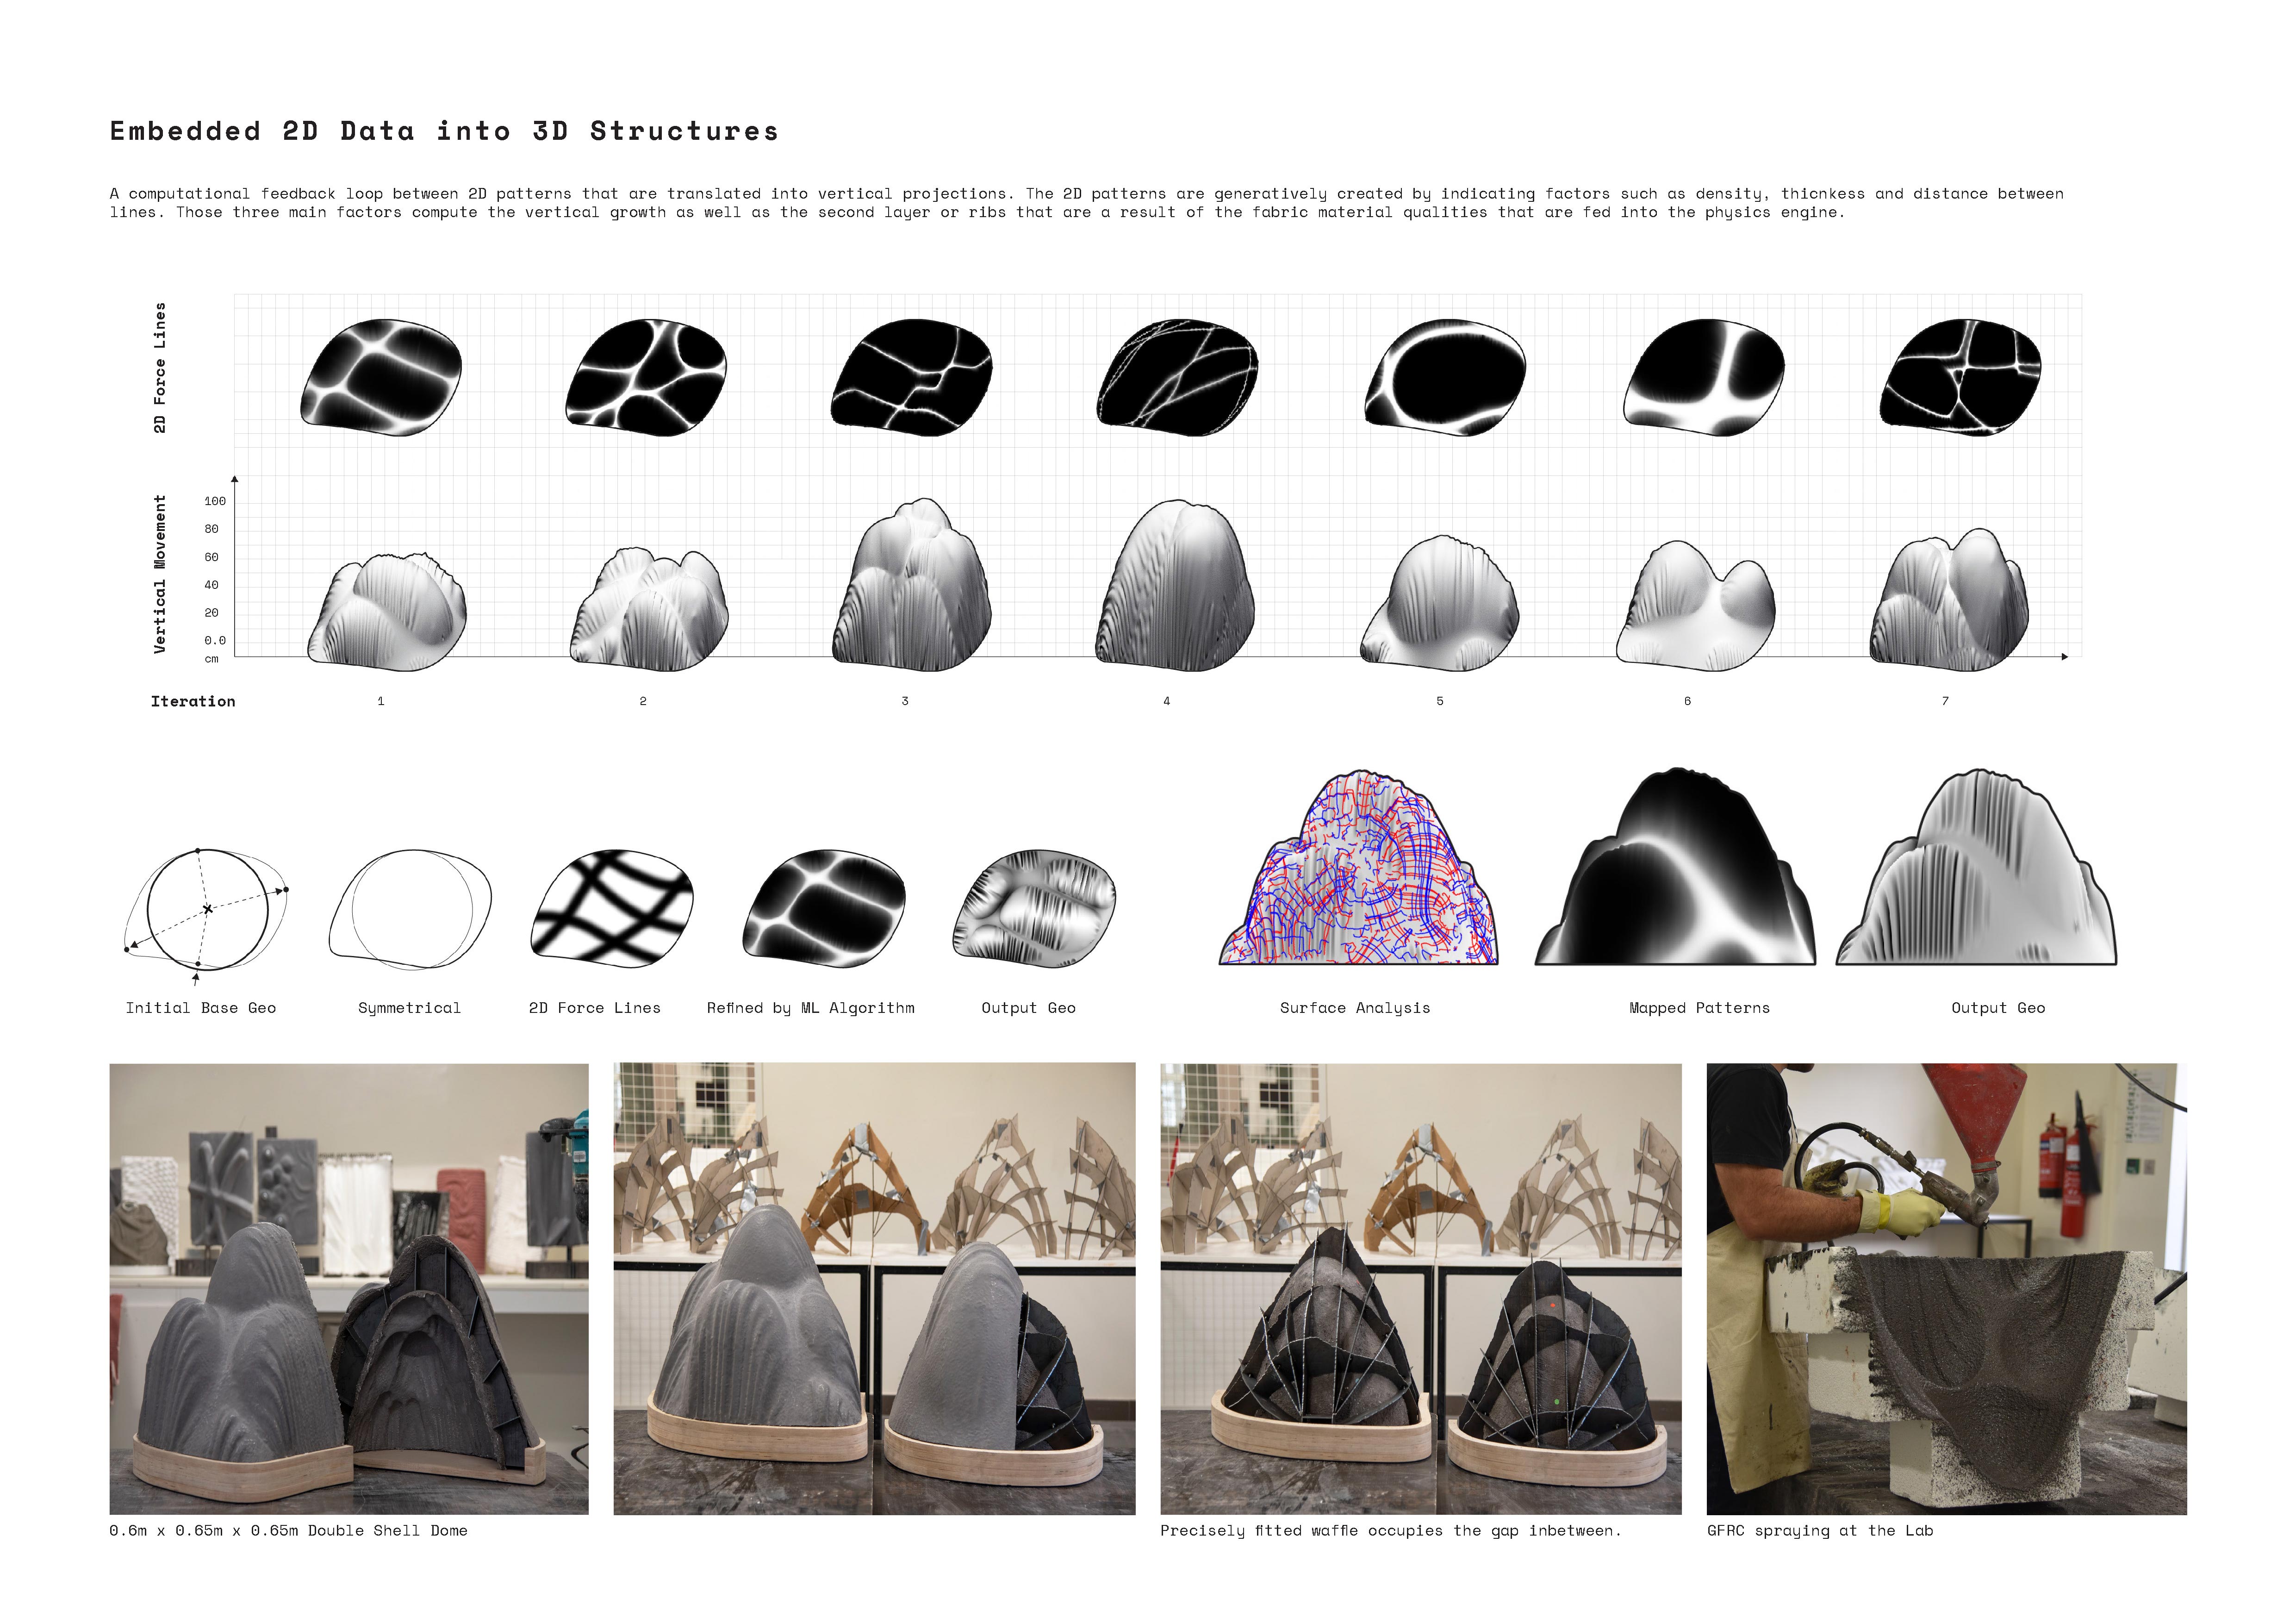 Embedded 2D Data into 3D Structures
A computational feedback loop between 2D patterns that are translated into vertical projections. The 2D patterns are generatively created by indicating factors such as density, thicnkess and distance between
lines. Those three main factors compute the vertical growth as well as the second layer or ribs that are a result of the fabric material qualities that are fed into the physics engine.
2D Force Lines
Vertical Movement
100
80
60
40
20
0.0
cm
Iteration 1 2 3 4 5 6 7
Initial Base Geo
Symmetrical
2D Force Lines
Refined by ML Algorithm
Output Geo
Surface Analysis
Mapped Patterns
Output Geo
0.6m x 0.65m x 0.65m Double Shell Dome
Precisely fitted waffle occupies the gap inbetween.
GFRC spraying at the Lab